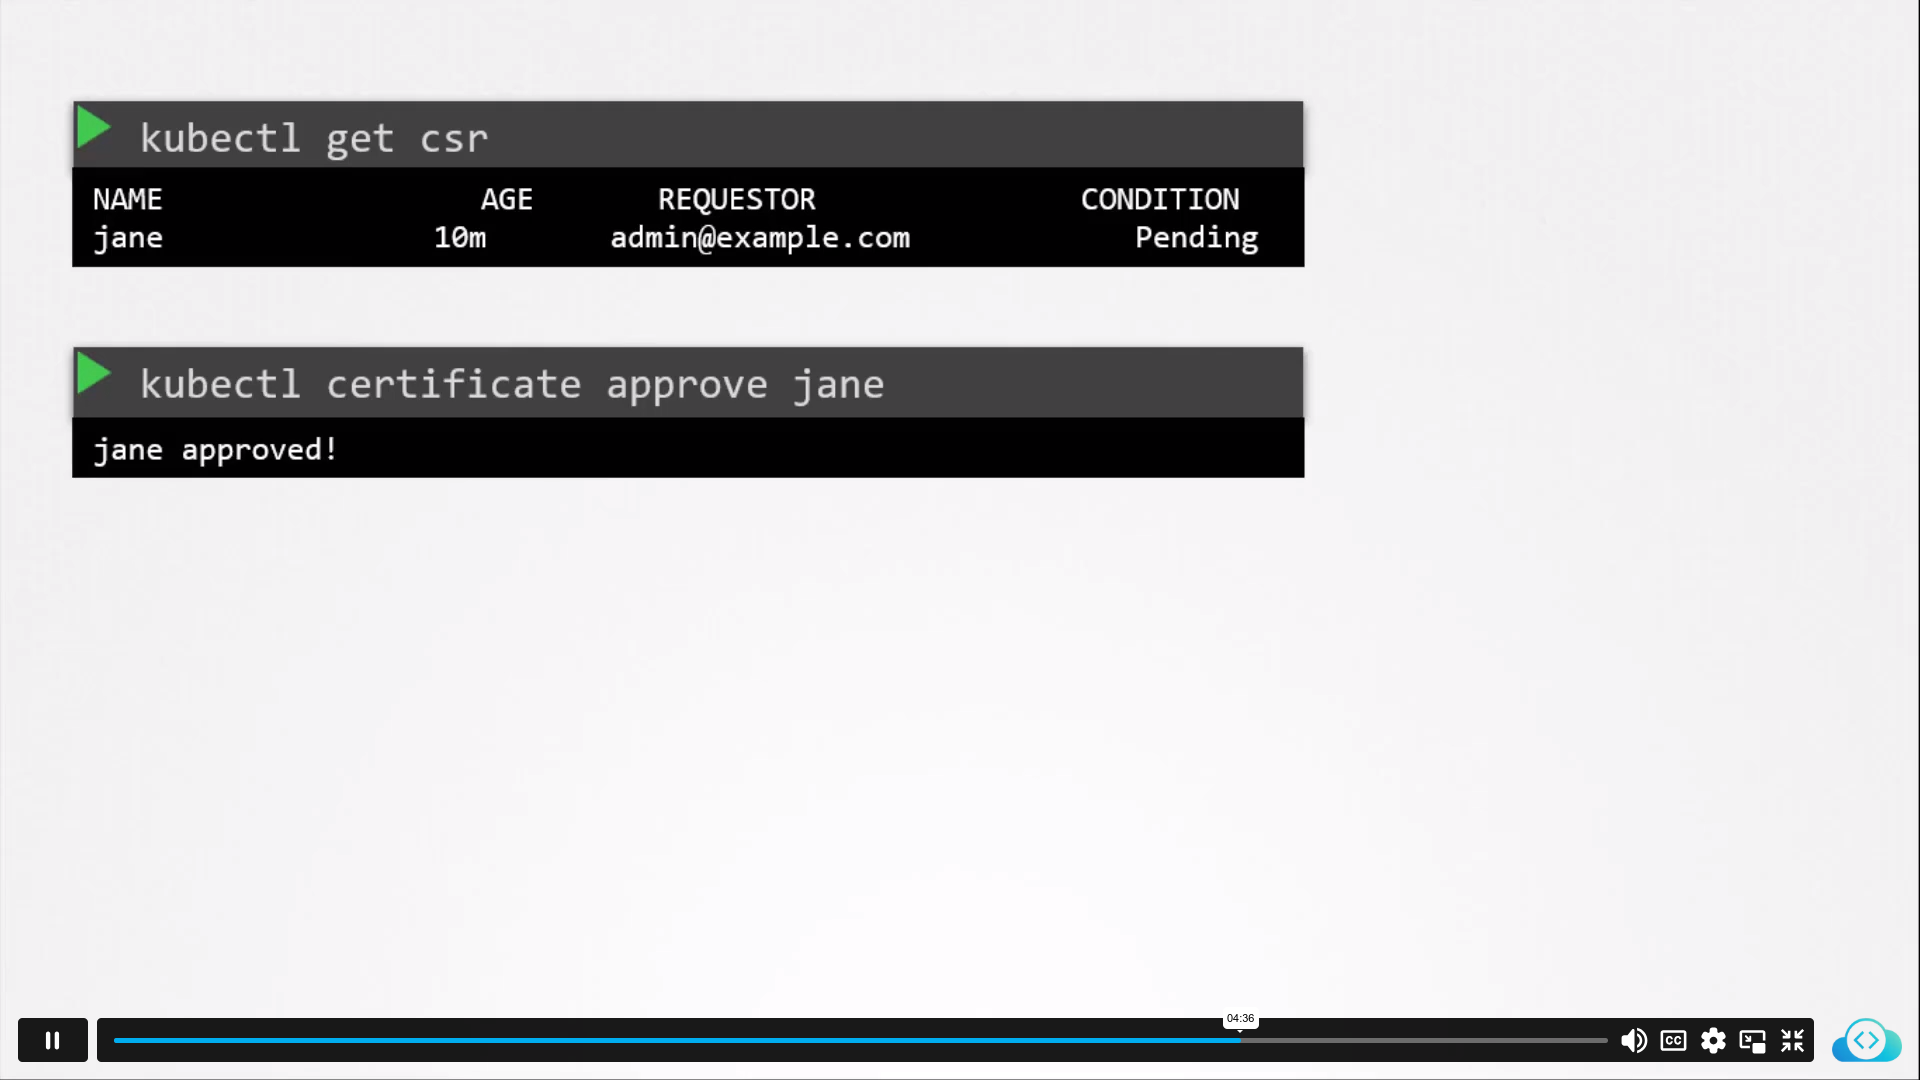 kubectl get csr
NAME AGE REQUESTOR CONDITION
jane 10m admin@example.com Pending
kubectl certificate approve jane
jane approved!
04:36
CC